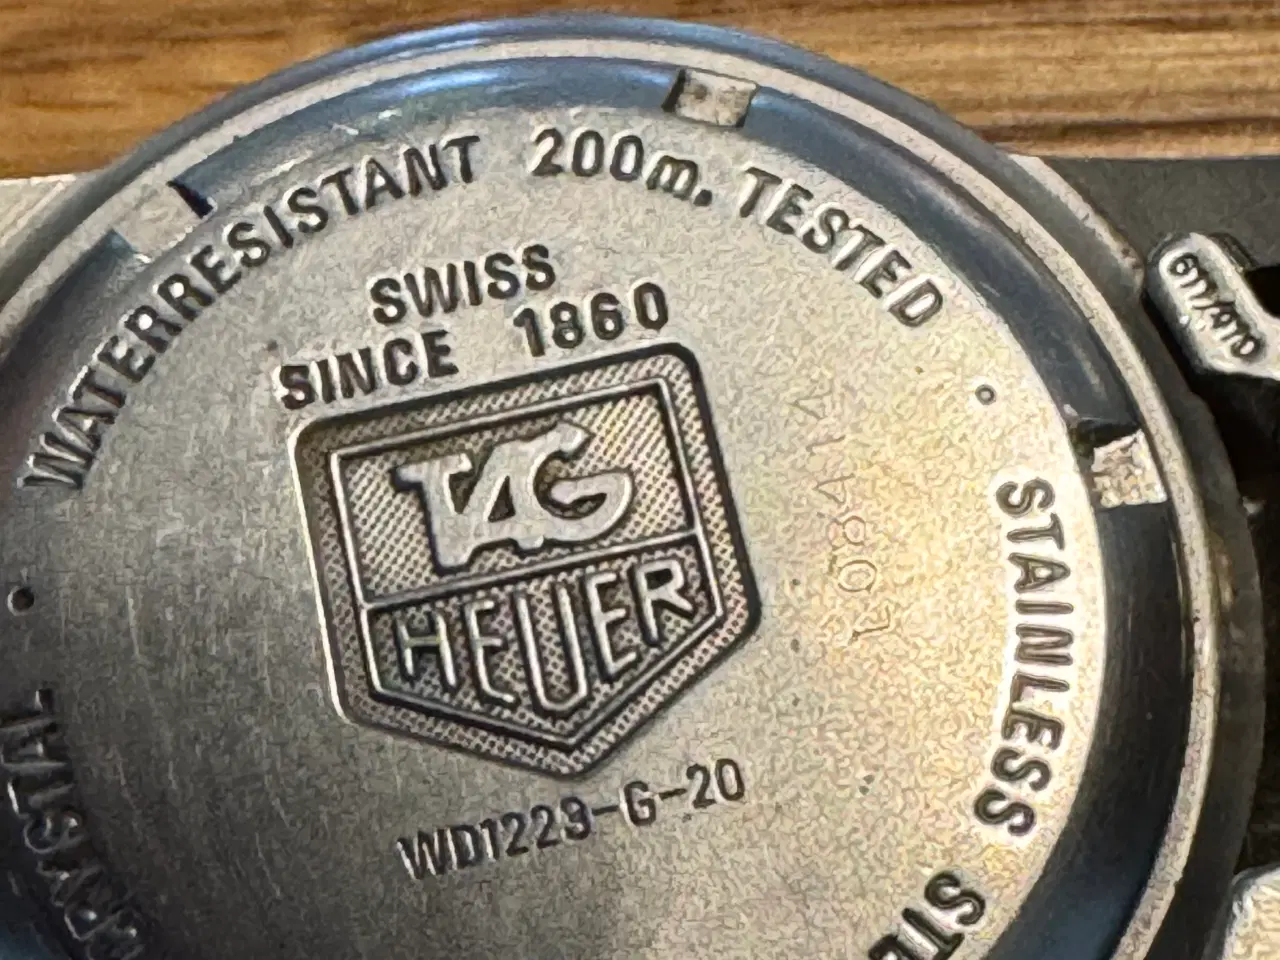 WATERRESISTANT 200m. TESTED
SWISS
SINCE 1860
TAG
HEUER
WD1229-G-20
STAINLESS